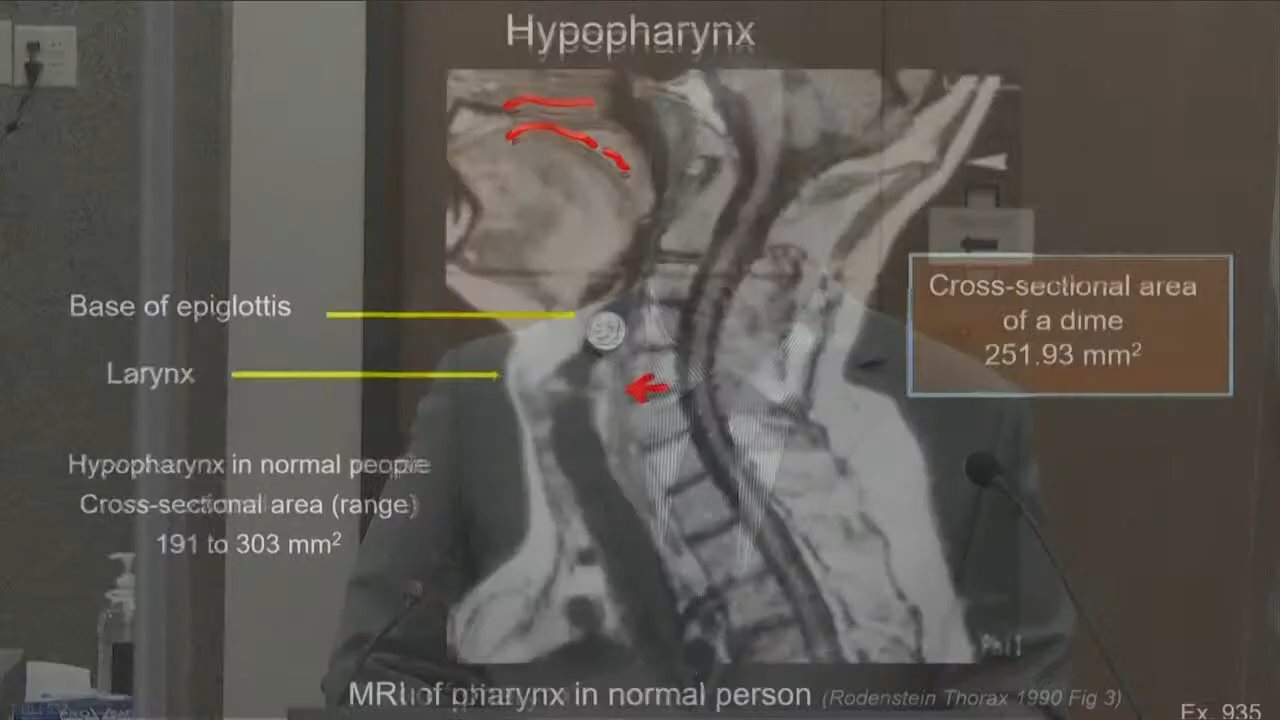 Hypopharynx
Base of epiglottis
Larynx
Hypopharynx in normal people
Cross-sectional area (range)
191 to 303 mm2
Cross-sectional area
of a dime
251.93 mm2
MRI of pharynx in normal person (Rodenstein Thorax 1990 Fig 3)
Ex. 935